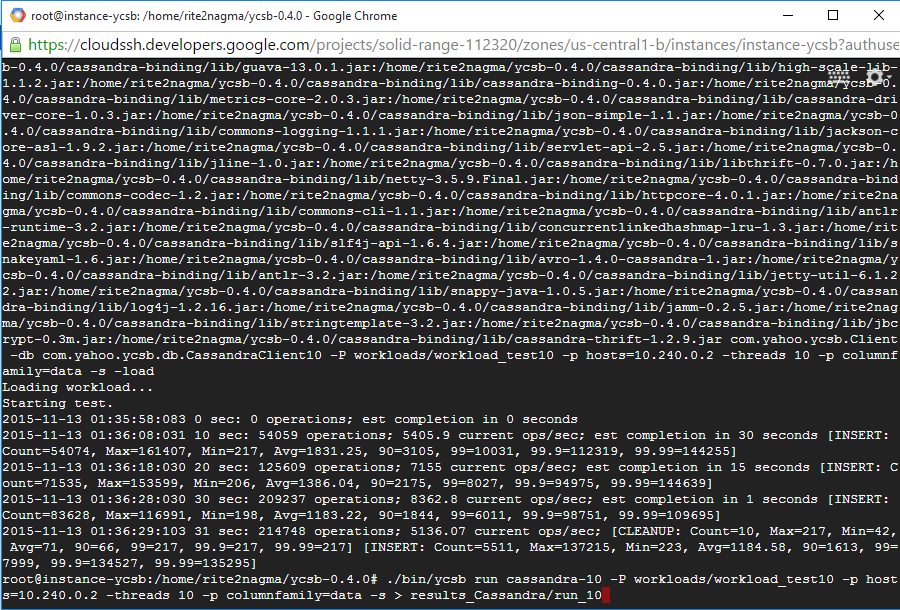 root@instance-ycsb: /home/rite2nagma/ycsb-0.4.0 - Google Chrome
https://cloudssh.developers.google.com/projects/solid-range-112320/zones/us-central1-b/instances/instance-ycsb?authuse
b-0.4.0/cassandra-binding/lib/guava-13.0.1.jar:/home/rite2nagma/ycsb-0.4.0/cassandra-binding/lib/high-scale-lib-
1.1.2.jar:/home/rite2nagma/ycsb-0.4.0/cassandra-binding/lib/cassandra-binding-0.4.0.jar:/home/rite2nagma/ycsb-0.
4.0/cassandra-binding/lib/metrics-core-2.0.3.jar:/home/rite2nagma/ycsb-0.4.0/cassandra-binding/lib/cassandra-dri
ver-core-1.0.3.jar:/home/rite2nagma/ycsb-0.4.0/cassandra-binding/lib/json-simple-1.1.jar:/home/rite2nagma/ycsb-0
.4.0/cassandra-binding/lib/commons-logging-1.1.1.jar:/home/rite2nagma/ycsb-0.4.0/cassandra-binding/lib/jackson-c
ore-asl-1.9.2.jar:/home/rite2nagma/ycsb-0.4.0/cassandra-binding/lib/servlet-api-2.5.jar:/home/rite2nagma/ycsb-0.
4.0/cassandra-binding/lib/jline-1.0.jar:/home/rite2nagma/ycsb-0.4.0/cassandra-binding/lib/libthrift-0.7.0.jar:/h
ome/rite2nagma/ycsb-0.4.0/cassandra-binding/lib/netty-3.5.9.Final.jar:/home/rite2nagma/ycsb-0.4.0/cassandra-bind
ing/lib/commons-codec-1.2.jar:/home/rite2nagma/ycsb-0.4.0/cassandra-binding/lib/httpcore-4.0.1.jar:/home/rite2na
gma/ycsb-0.4.0/cassandra-binding/lib/commons-cli-1.1.jar:/home/rite2nagma/ycsb-0.4.0/cassandra-binding/lib/antlr
-runtime-3.2.jar:/home/rite2nagma/ycsb-0.4.0/cassandra-binding/lib/concurrentlinkedhashmap-lru-1.3.jar:/home/rit
e2nagma/ycsb-0.4.0/cassandra-binding/lib/slf4j-api-1.6.4.jar:/home/rite2nagma/ycsb-0.4.0/cassandra-binding/lib/s
nakeyaml-1.6.jar:/home/rite2nagma/ycsb-0.4.0/cassandra-binding/lib/avro-1.4.0-cassandra-1.jar:/home/rite2nagma/y
csb-0.4.0/cassandra-binding/lib/antlr-3.2.jar:/home/rite2nagma/ycsb-0.4.0/cassandra-binding/lib/jetty-util-6.1.2
2.jar:/home/rite2nagma/ycsb-0.4.0/cassandra-binding/lib/snappy-java-1.0.5.jar:/home/rite2nagma/ycsb-0.4.0/cassan
dra-binding/lib/log4j-1.2.16.jar:/home/rite2nagma/ycsb-0.4.0/cassandra-binding/lib/jamm-0.2.5.jar:/home/rite2nag
ma/ycsb-0.4.0/cassandra-binding/lib/stringtemplate-3.2.jar:/home/rite2nagma/ycsb-0.4.0/cassandra-binding/lib/jbc
rypt-0.3m.jar:/home/rite2nagma/ycsb-0.4.0/cassandra-binding/lib/cassandra-thrift-1.2.9.jar com.yahoo.ycsb.Client
-db com.yahoo.ycsb.db.CassandraClient10 -P workloads/workload_test10 -p hosts=10.240.0.2 -threads 10 -p columnf
amily=data -s -load
Loading workload...
Starting test.
2015-11-13 01:35:58:083 0 sec: 0 operations; est completion in 0 seconds
2015-11-13 01:36:08:031 10 sec: 54059 operations; 5405.9 current ops/sec; est completion in 30 seconds [INSERT:
Count=54074, Max=161407, Min=217, Avg=1831.25, 90=3105, 99=10031, 99.9=112319, 99.99=144255]
2015-11-13 01:36:18:030 20 sec: 125609 operations; 7155 current ops/sec; est completion in 15 seconds [INSERT: C
ount=71535, Max=153599, Min=206, Avg=1386.04, 90=2175, 99=8027, 99.9=94975, 99.99=144639]
2015-11-13 01:36:28:030 30 sec: 209237 operations; 8362.8 current ops/sec; est completion in 1 seconds [INSERT:
Count=83628, Max=116991, Min=198, Avg=1183.22, 90=1844, 99=6011, 99.9=98751, 99.99=109695]
2015-11-13 01:36:29:103 31 sec: 214748 operations; 5136.07 current ops/sec; [CLEANUP: Count=10, Max=217, Min=42,
Avg=71, 90=66, 99=217, 99.9=217, 99.99=217] [INSERT: Count=5511, Max=137215, Min=223, Avg=1184.58, 90=1613, 99=
7999, 99.9=134527, 99.99=135295]
root@instance-ycsb:/home/rite2nagma/ycsb-0.4.0# ./bin/ycsb run cassandra-10 -P workloads/workload_test10 -p host
s=10.240.0.2 -threads 10 -p columnfamily=data -s > results_Cassandra/run_10